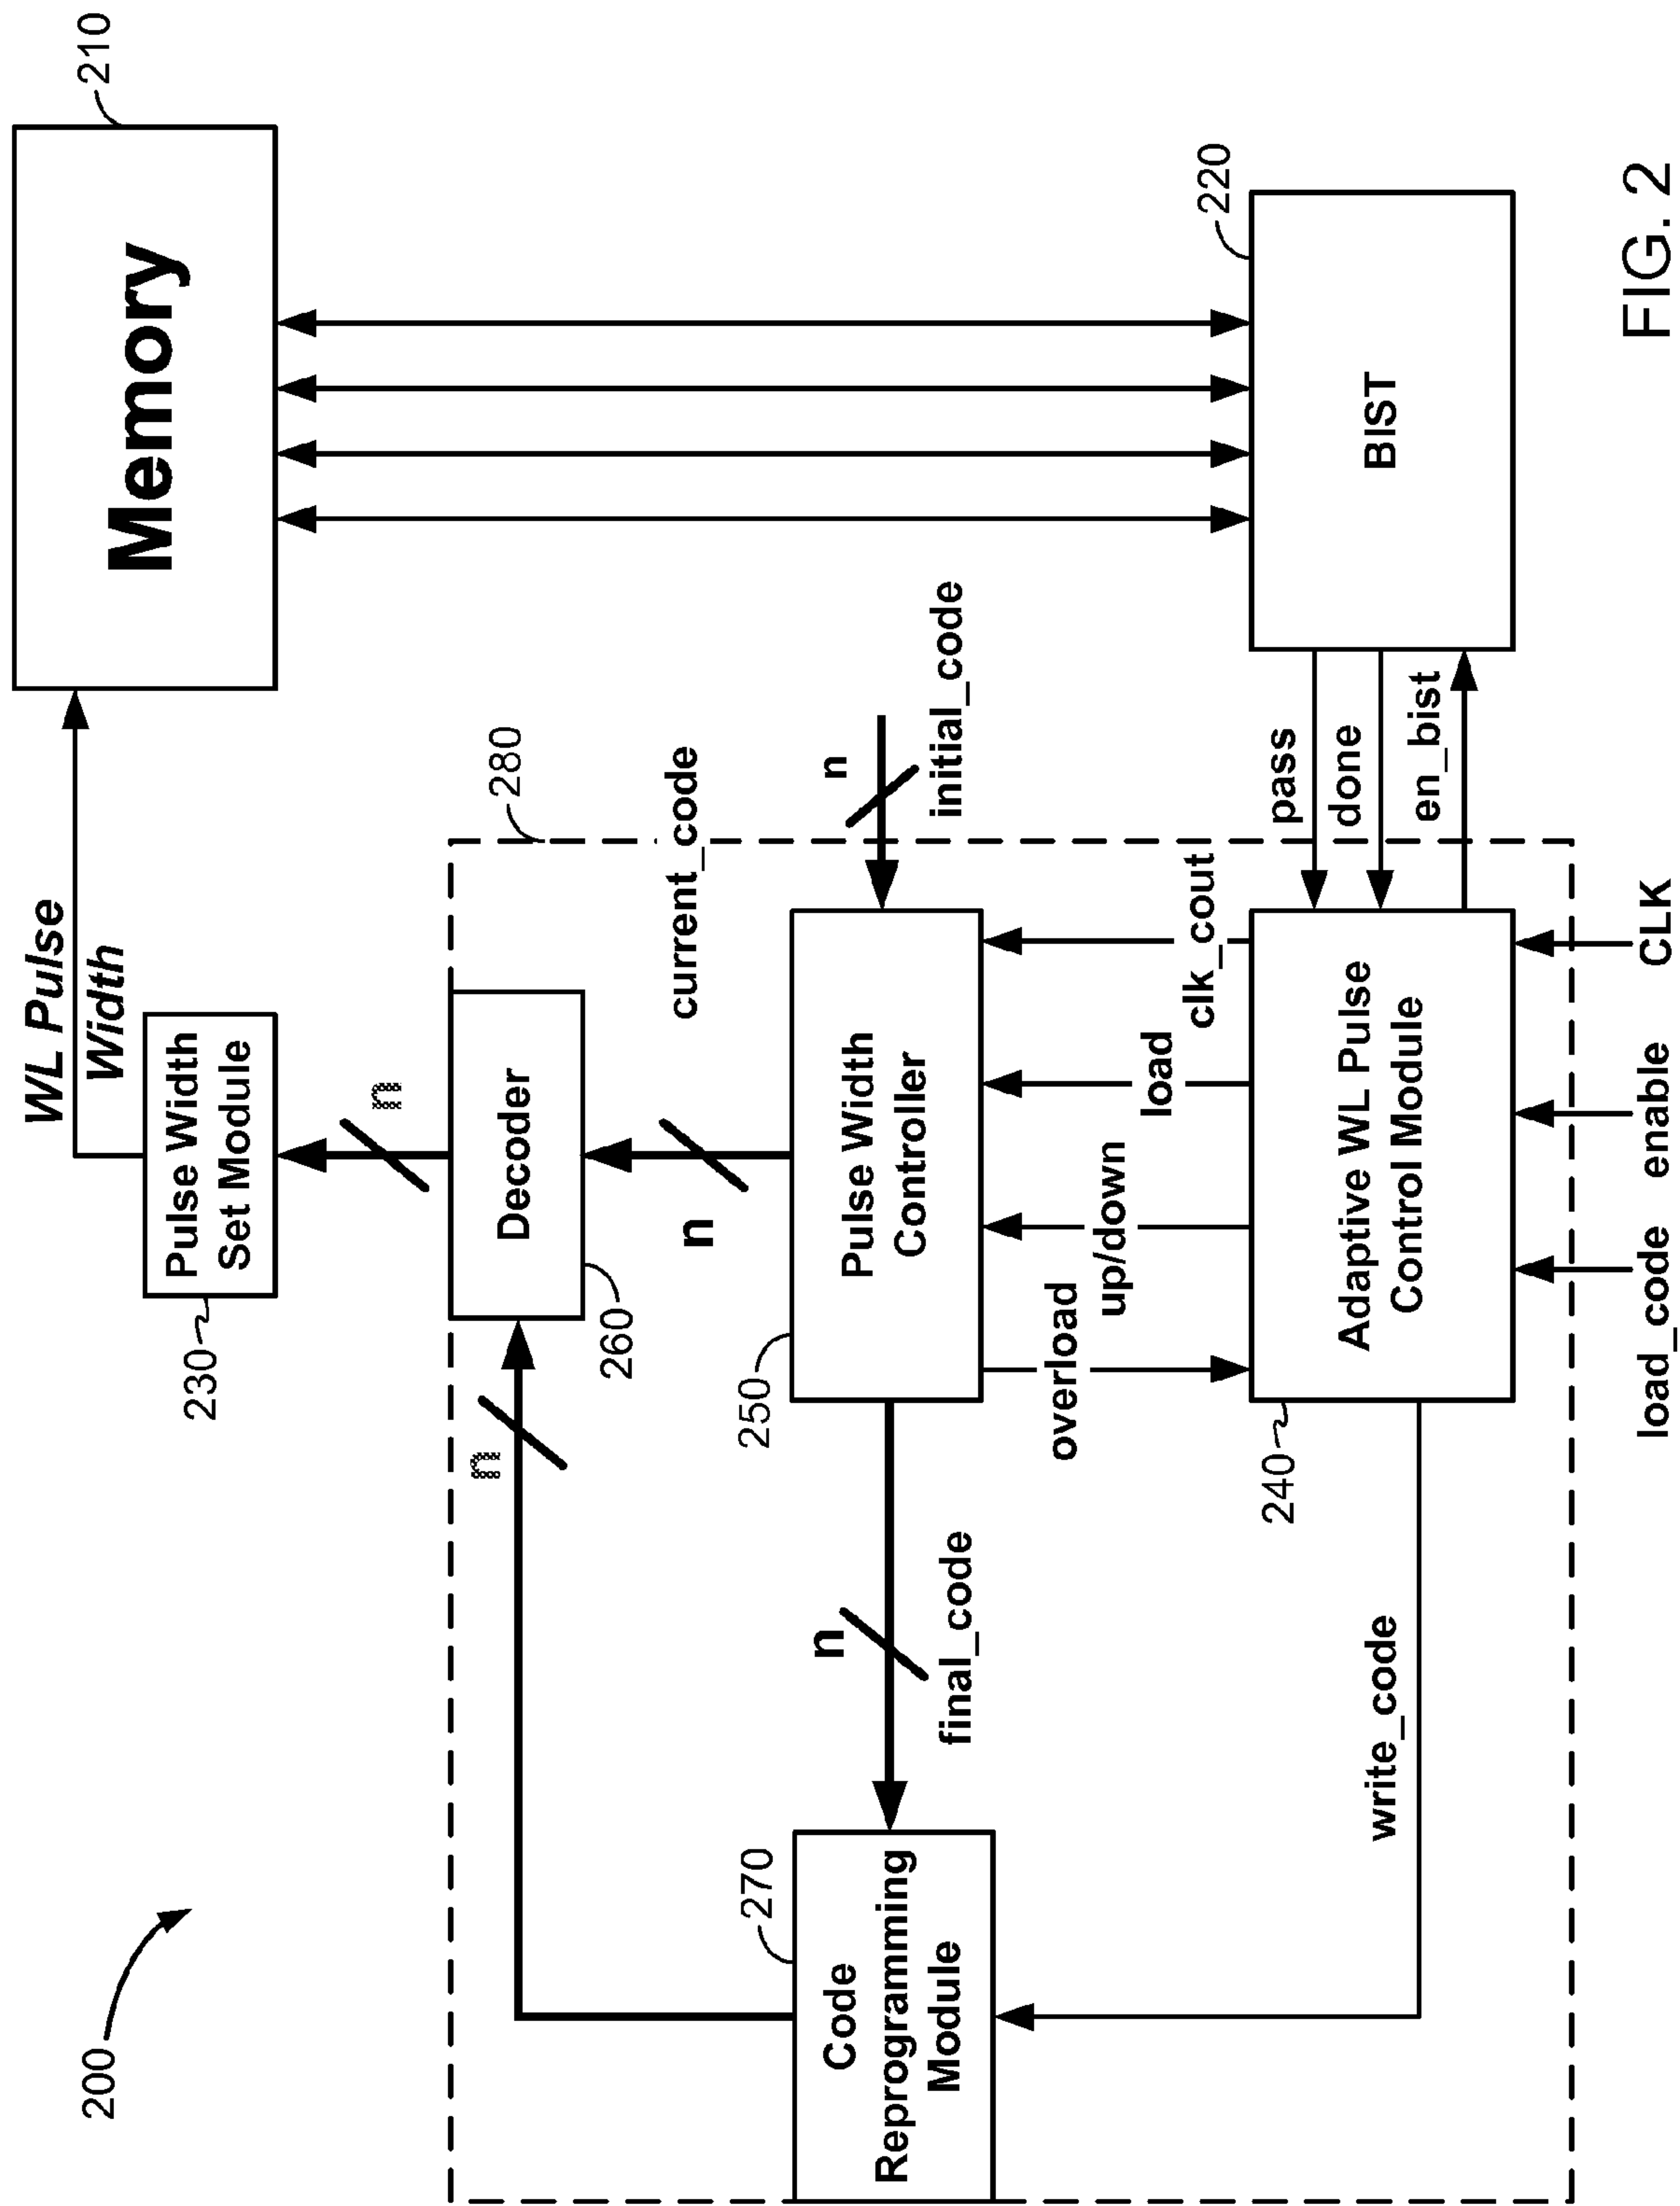 200
WL Pulse
Width
Memory
210
230
Pulse Width
Set Module
n
n
Decoder
260
280
n
current_code
270
Code
Reprogramming
Module
n
final_code
250
Pulse Width
Controller
n
initial_code
overload
up/down
load
clk_cout
write_code
240
Adaptive WL Pulse
Control Module
pass
done
en_bist
220
BIST
load_code
enable
CLK
FIG. 2